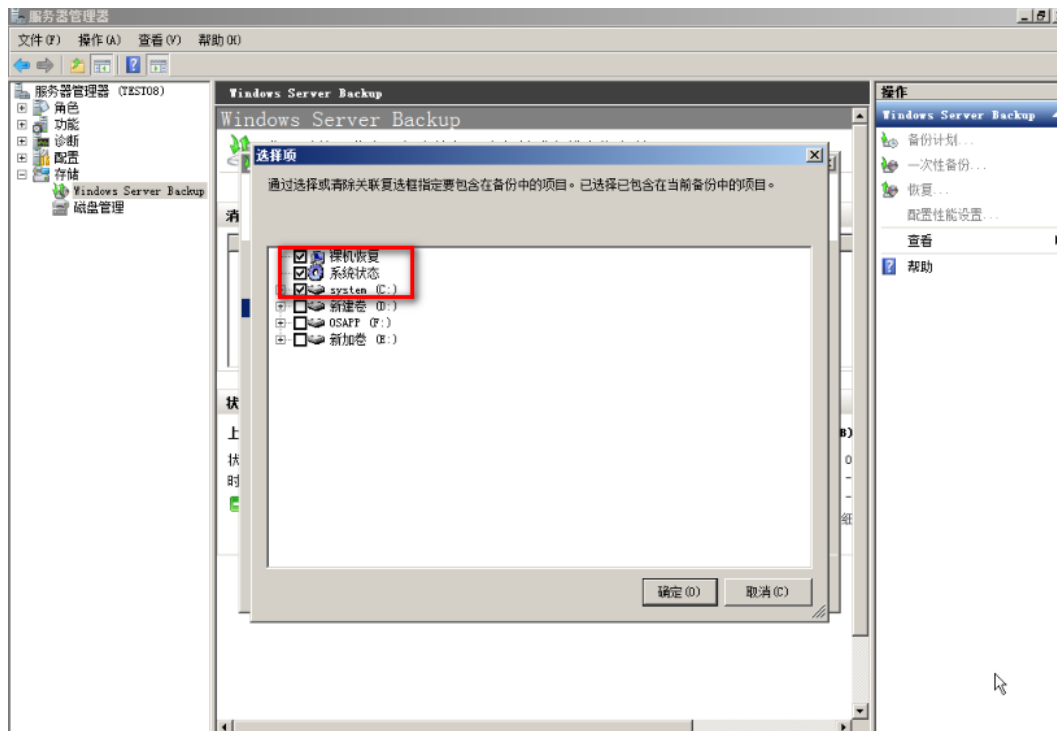 服务器管理器
文件(F) 操作(A) 查看(V) 帮助(H)
服务器管理器 (TEST08)
角色
功能
诊断
配置
存储
Windows Server Backup
磁盘管理
Windows Server Backup
Windows Server Backup
选择项
通过选择或清除关联复选框指定要包含在备份中的项目。已选择已包含在当前备份中的项目。
消
裸机恢复
系统状态
system (C:)
新建卷 (D:)
OSAPP (F:)
新加卷 (E:)
状
上
B)
状
0
时
-
-
确定(O) 取消(C)
操作
Windows Server Backup
备份计划...
一次性备份...
恢复...
配置性能设置...
查看
帮助